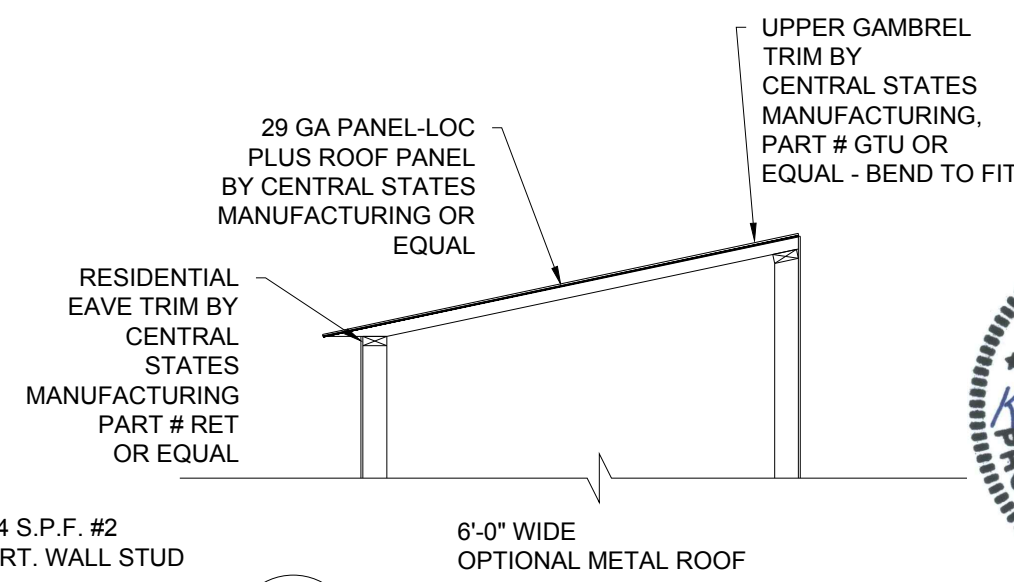 UPPER GAMBREL
TRIM BY
CENTRAL STATES
MANUFACTURING,
PART # GTU OR
EQUAL - BEND TO FIT
29 GA PANEL-LOC
PLUS ROOF PANEL
BY CENTRAL STATES
MANUFACTURING OR
EQUAL
RESIDENTIAL
EAVE TRIM BY
CENTRAL
STATES
MANUFACTURING
PART # RET
OR EQUAL
4 S.P.F. #2
RT. WALL STUD
6'-0" WIDE
OPTIONAL METAL ROOF